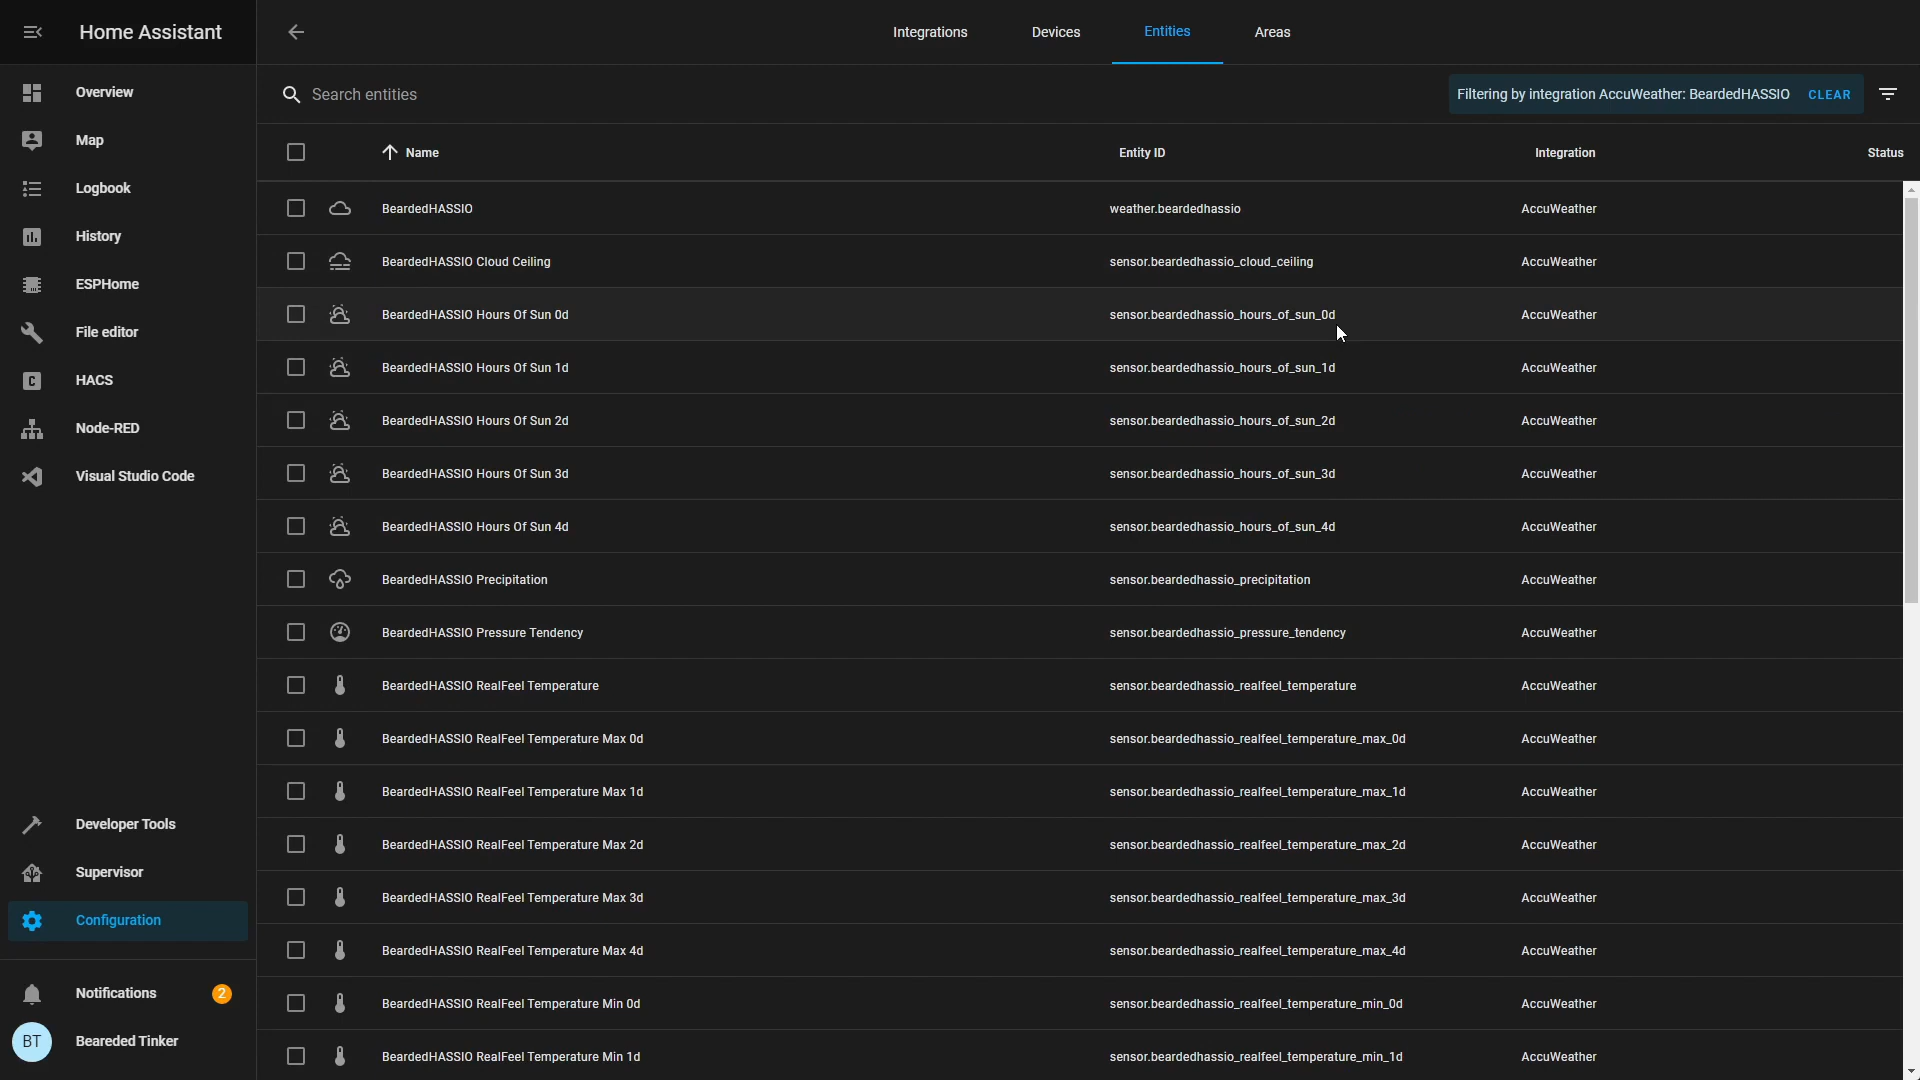 Home Assistant
Integrations Devices Entities Areas
Search entities
Filtering by integration AccuWeather: BeardedHASSIO CLEAR
Name Entity ID Integration Status
BeardedHASSIO weather.beardedhassio AccuWeather
BeardedHASSIO Cloud Ceiling sensor.beardedhassio_cloud_ceiling AccuWeather
BeardedHASSIO Hours Of Sun 0d sensor.beardedhassio_hours_of_sun_0d AccuWeather
BeardedHASSIO Hours Of Sun 1d sensor.beardedhassio_hours_of_sun_1d AccuWeather
BeardedHASSIO Hours Of Sun 2d sensor.beardedhassio_hours_of_sun_2d AccuWeather
BeardedHASSIO Hours Of Sun 3d sensor.beardedhassio_hours_of_sun_3d AccuWeather
BeardedHASSIO Hours Of Sun 4d sensor.beardedhassio_hours_of_sun_4d AccuWeather
BeardedHASSIO Precipitation sensor.beardedhassio_precipitation AccuWeather
BeardedHASSIO Pressure Tendency sensor.beardedhassio_pressure_tendency AccuWeather
BeardedHASSIO RealFeel Temperature sensor.beardedhassio_realfeel_temperature AccuWeather
BeardedHASSIO RealFeel Temperature Max 0d sensor.beardedhassio_realfeel_temperature_max_0d AccuWeather
BeardedHASSIO RealFeel Temperature Max 1d sensor.beardedhassio_realfeel_temperature_max_1d AccuWeather
BeardedHASSIO RealFeel Temperature Max 2d sensor.beardedhassio_realfeel_temperature_max_2d AccuWeather
BeardedHASSIO RealFeel Temperature Max 3d sensor.beardedhassio_realfeel_temperature_max_3d AccuWeather
BeardedHASSIO RealFeel Temperature Max 4d sensor.beardedhassio_realfeel_temperature_max_4d AccuWeather
BeardedHASSIO RealFeel Temperature Min 0d sensor.beardedhassio_realfeel_temperature_min_0d AccuWeather
BeardedHASSIO RealFeel Temperature Min 1d sensor.beardedhassio_realfeel_temperature_min_1d AccuWeather
Overview
Map
Logbook
History
ESPHome
File editor
C HACS
Node-RED
Visual Studio Code
Developer Tools
Supervisor
Configuration
Notifications 2
BT Beareded Tinker